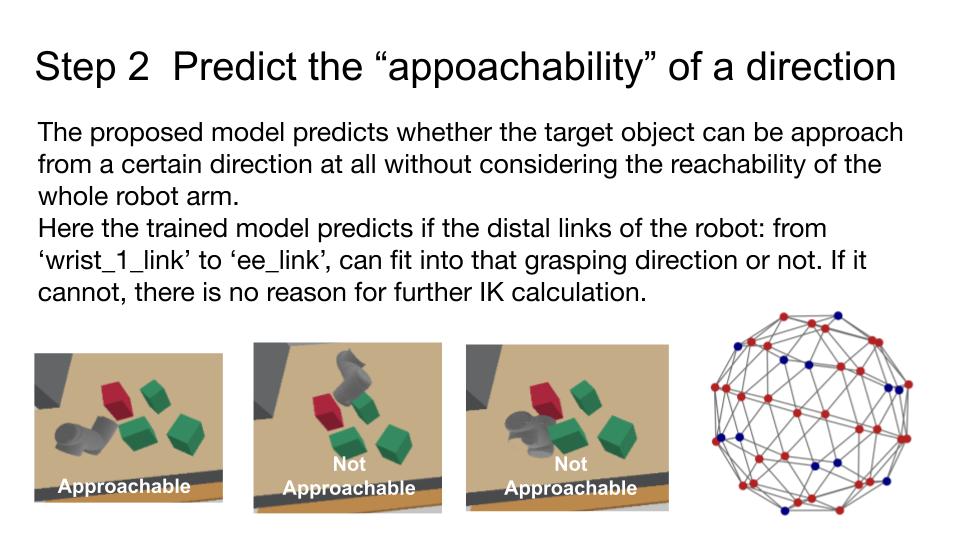 Step 2  Predict the “appoachability” of a direction
The proposed model predicts whether the target object can be approach
from a certain direction at all without considering the reachability of the
whole robot arm.
Here the trained model predicts if the distal links of the robot: from
‘wrist_1_link’ to ‘ee_link’, can fit into that grasping direction or not. If it
cannot, there is no reason for further IK calculation.
Approachable
Not
Approachable
Not
Approachable